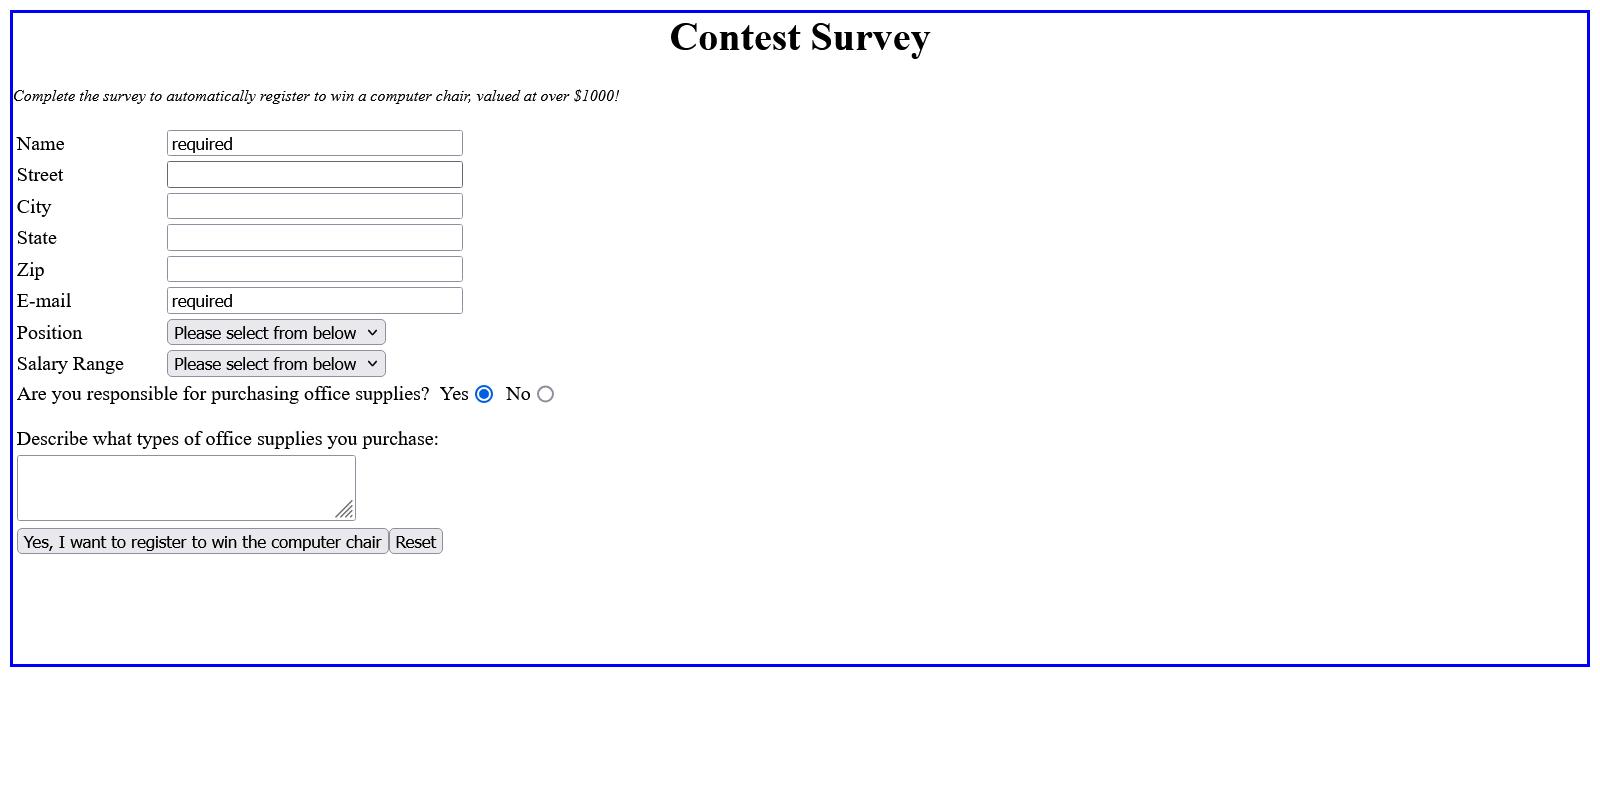 Contest Survey
Complete the survey to automatically register to win a computer chair, valued at over $1000!
Name required
Street
City
State
Zip
E-mail required
Position Please select from below
Salary Range Please select from below
Are you responsible for purchasing office supplies? Yes No
Describe what types of office supplies you purchase:
Yes, I want to register to win the computer chair Reset